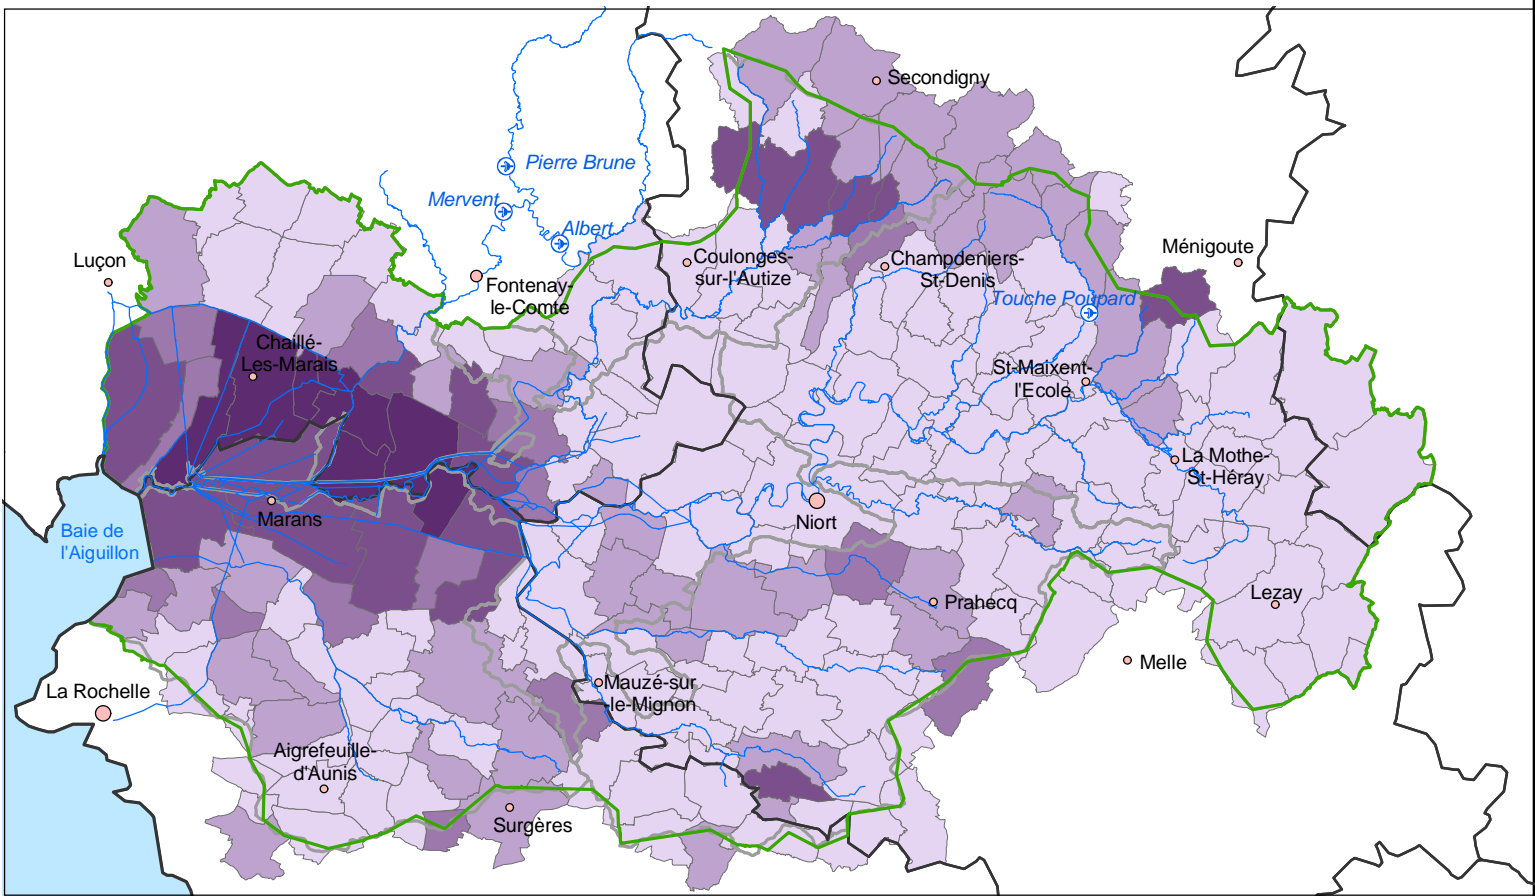 Secondigny
Pierre Brune
Mervent
Albert
Luçon
Fontenay-
le-Comte
Coulonges-
sur-l'Autize
Champdeniers-
St-Denis
Ménigoute
Touche Poupard
Chaillé-
Les-Marais
St-Maixent-
l'Ecole
La Mothe-
St-Héray
Marans
Niort
Baie de
l'Aiguillon
Prahecq
Lezay
Melle
La Rochelle
Mauzé-sur
-le-Mignon
Aigrefeuille-
d'Aunis
Surgères